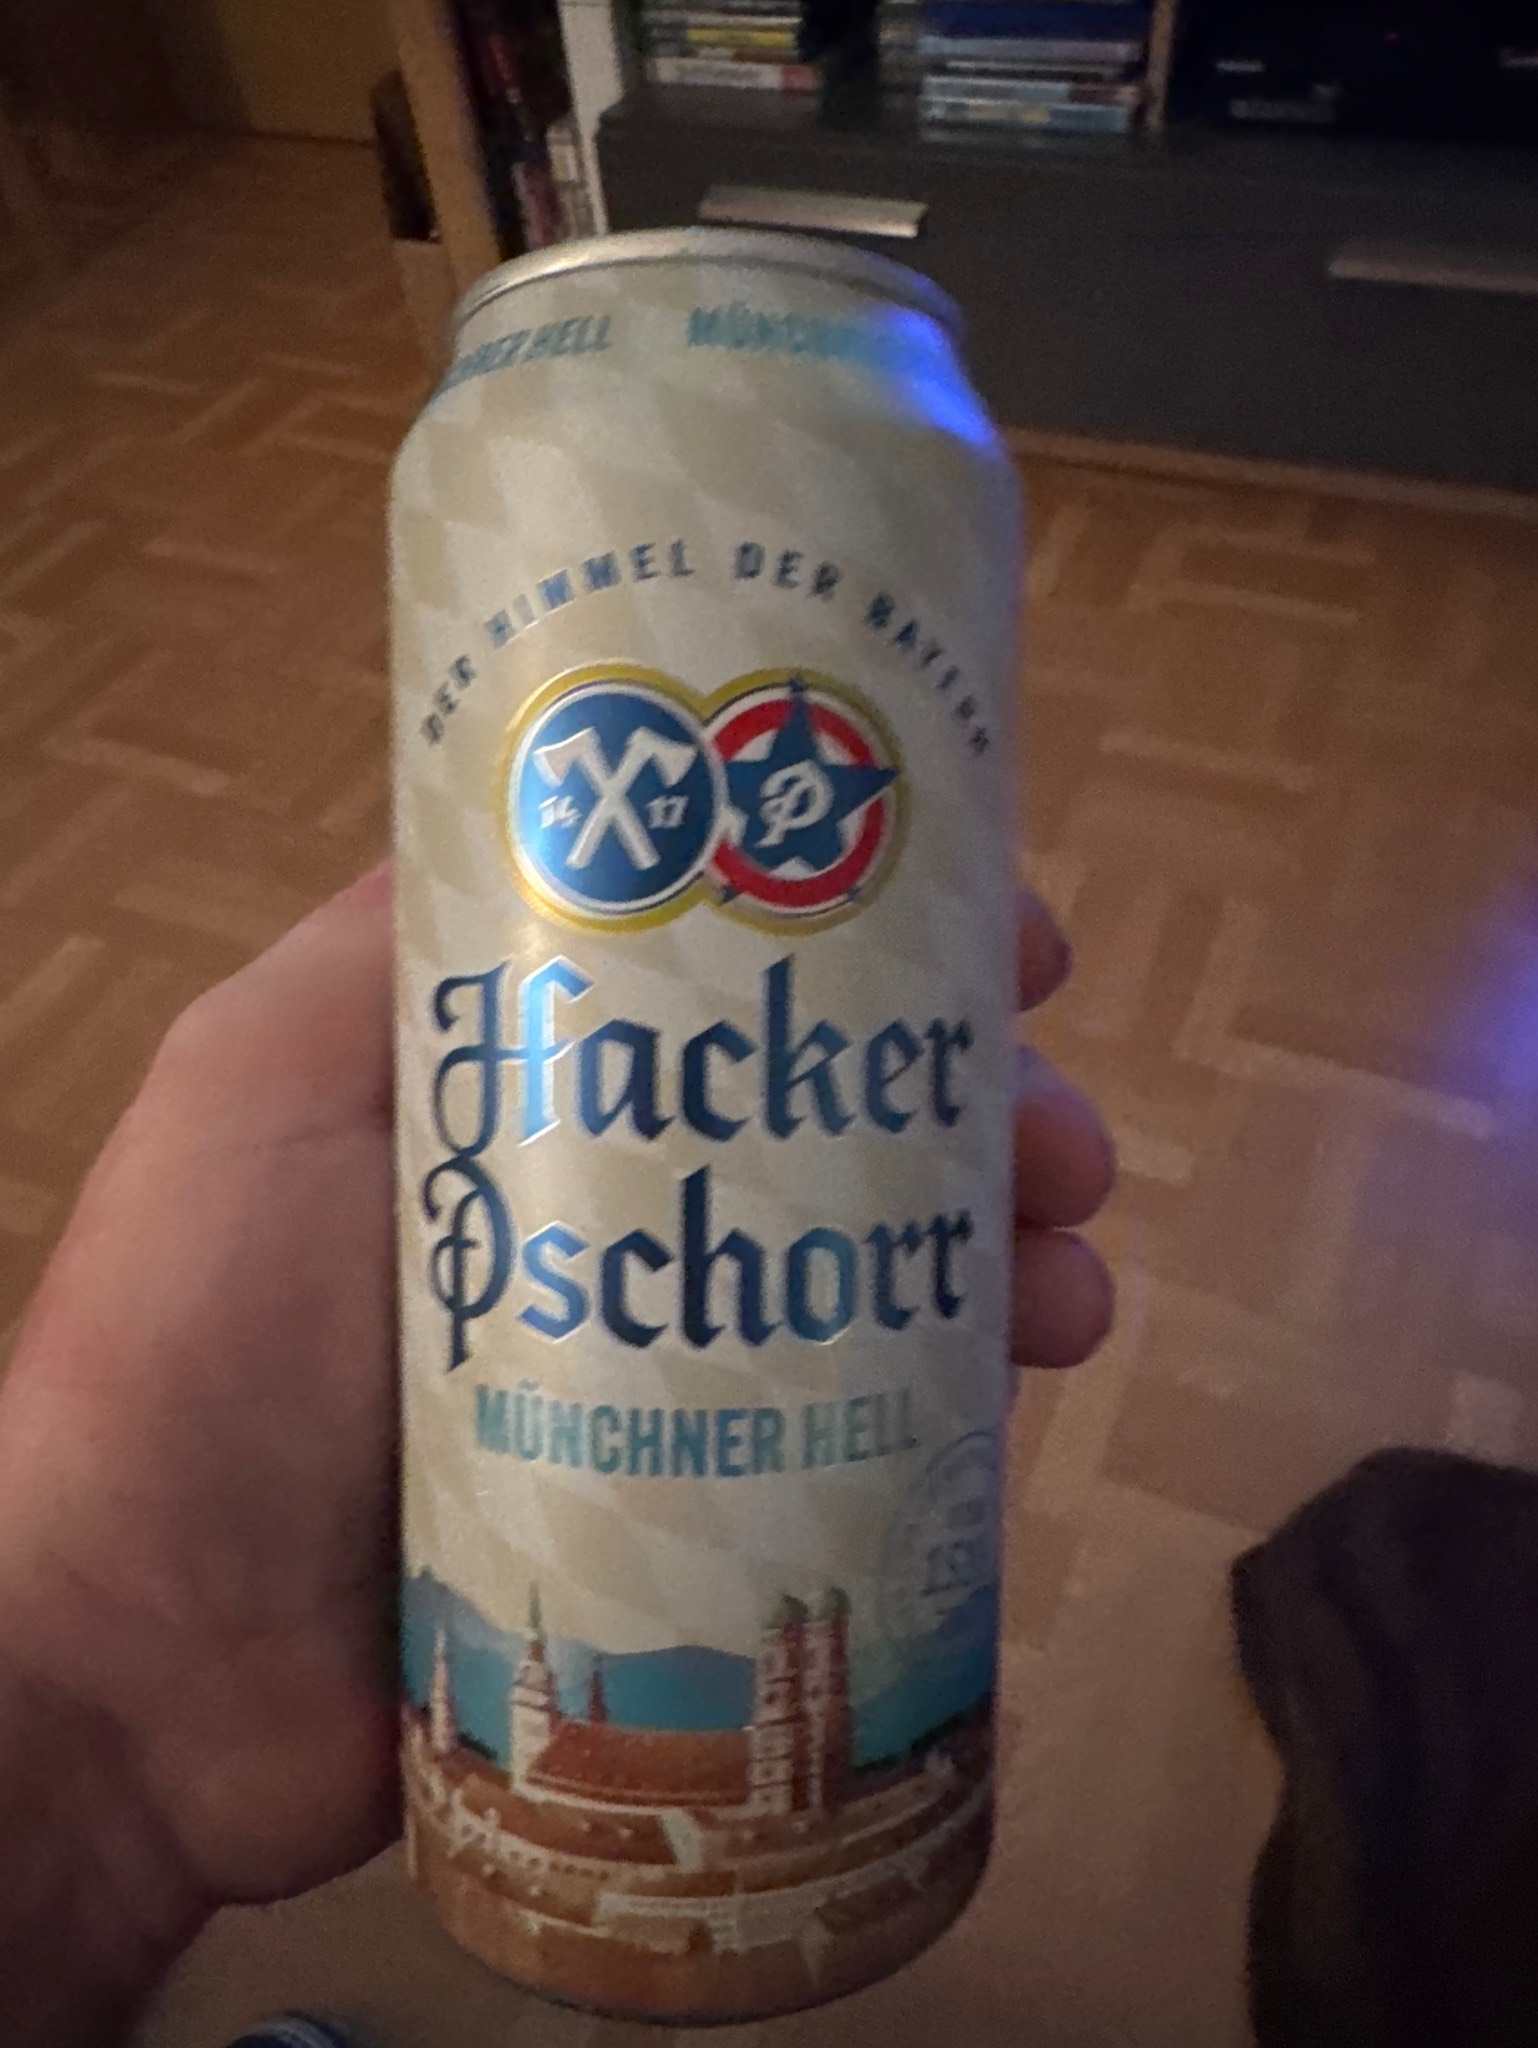 MÜNCHNER HELL
DER HIMMEL DER BAYERN
14 17
P
Hacker
Pschorr
MÜNCHNER HELL